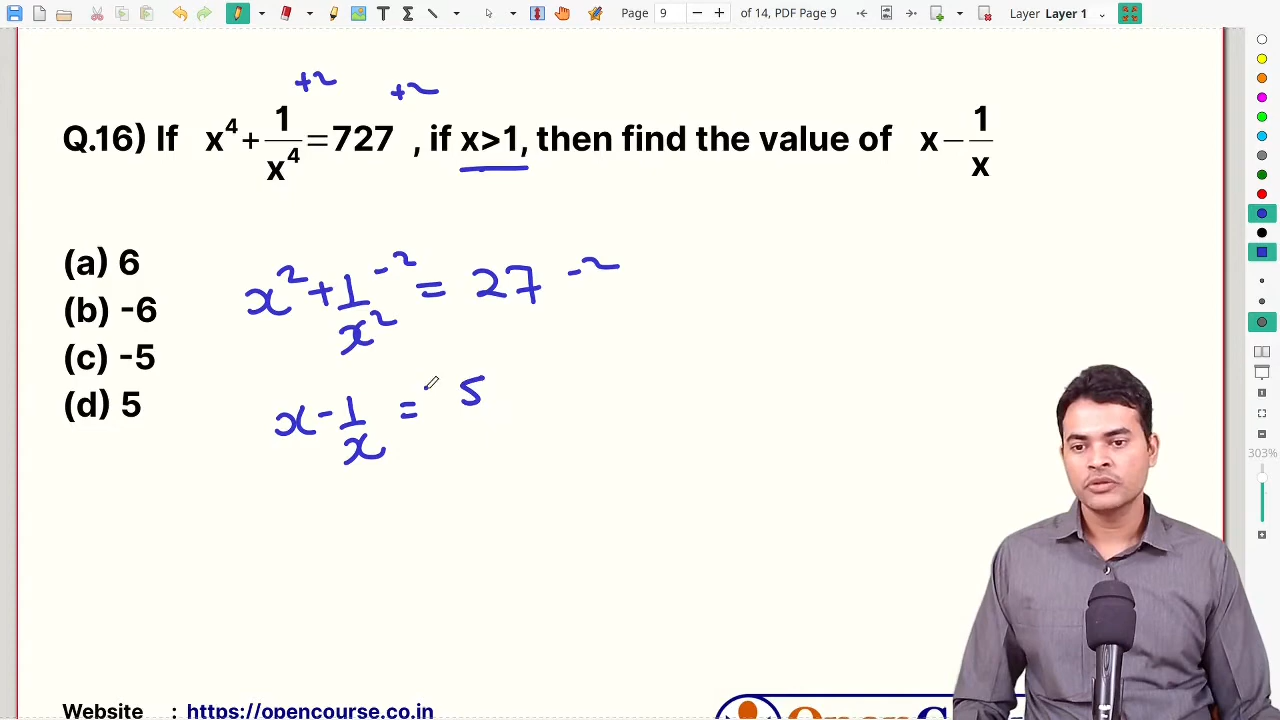 Page 9 of 14, PDF Page 9 Layer Layer 1
+2 +2
Q.16) If x⁴+1/x⁴=727 , if x>1, then find the value of x−1/x
(a) 6
(b) -6
(c) -5
(d) 5
x²+1/x² -2 = 27 -2
x-1/x = 5
303%
Website : https://opencourse.co.in